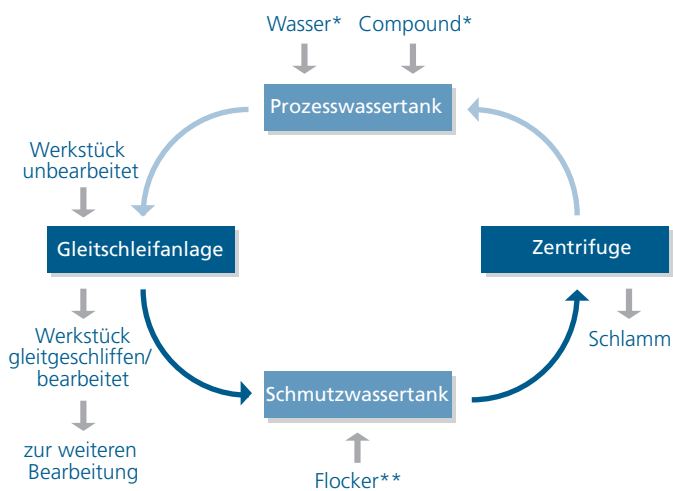 Wasser* Compound*
Prozesswassertank
Werkstück
unbearbeitet
Gleitschleifanlage
Zentrifuge
Werkstück
gleitgeschliffen/
bearbeitet
Schlamm
Schmutzwassertank
zur weiteren
Bearbeitung
Flocker**